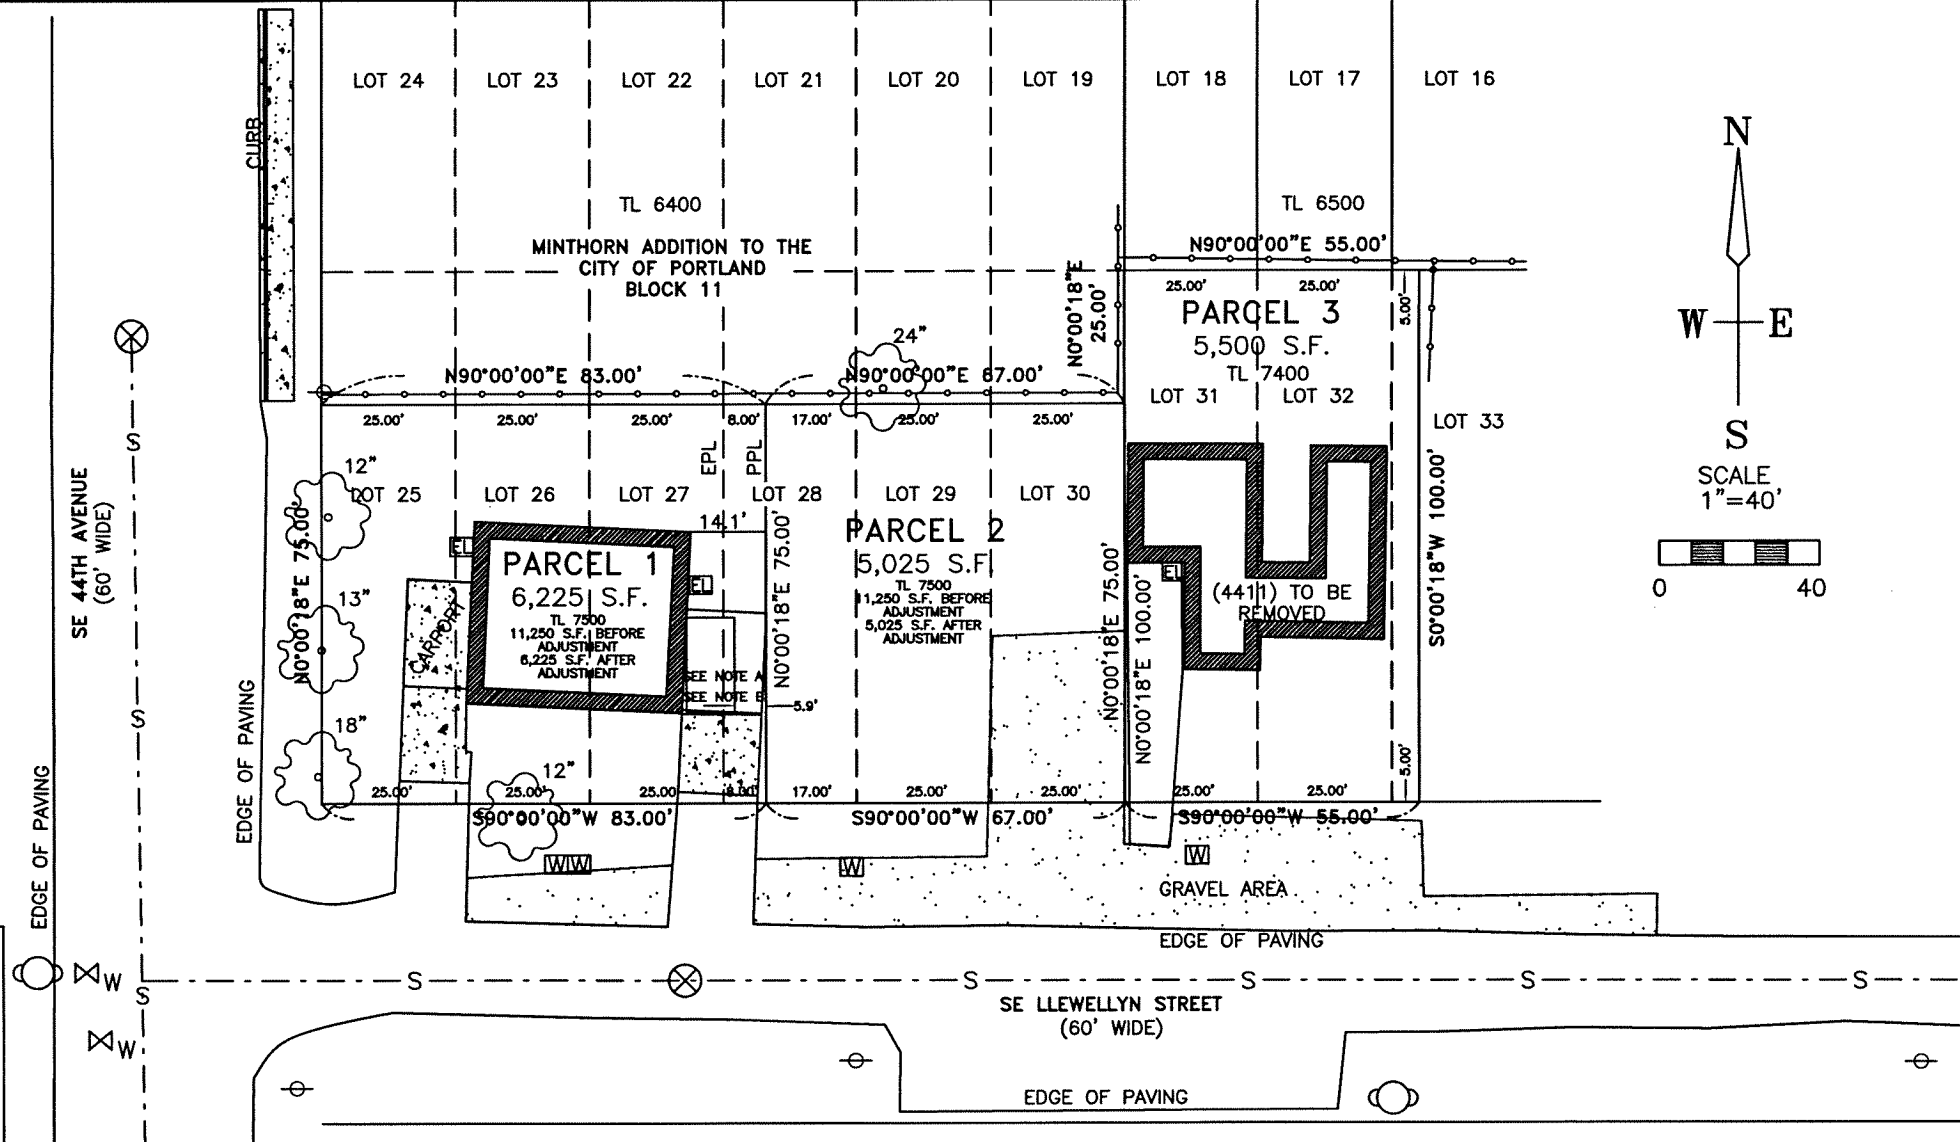 LOT 24
LOT 23
LOT 22
LOT 21
LOT 20
LOT 19
LOT 18
LOT 17
LOT 16
CURB
N
W
E
S
SCALE
1"=40'
0
40
TL 6400
MINTHORN ADDITION TO THE
CITY OF PORTLAND
BLOCK 11
TL 6500
N90°00'00"E 55.00'
N0°00'18"E
25.00'
25.00'
25.00'
5.00'
PARCEL 3
5,500 S.F.
TL 7400
LOT 31
LOT 32
LOT 33
24"
N90°00'00"E 83.00'
N90°00'00"E 67.00'
25.00'
25.00'
25.00'
8.00'
17.00'
25.00'
25.00'
EPL
PPL
12"
LOT 25
LOT 26
LOT 27
LOT 28
LOT 29
LOT 30
SE 44TH AVENUE
(60' WIDE)
S
S
S
N0°00'18"E 75.00'
13"
18"
EL
14.1'
EL
PARCEL 1
6,225 S.F.
TL 7500
11,250 S.F. BEFORE
ADJUSTMENT
6,225 S.F. AFTER
ADJUSTMENT
CARPORT
SEE NOTE A
SEE NOTE B
5.9'
N0°00'18"E 75.00'
PARCEL 2
5,025 S.F.
TL 7500
11,250 S.F. BEFORE
ADJUSTMENT
5,025 S.F. AFTER
ADJUSTMENT
N0°00'18"E 75.00'
N0°00'18"E 100.00'
EL
(4411) TO BE
REMOVED
S0°00'18"W 100.00'
5.00'
EDGE OF PAVING
EDGE OF PAVING
12"
25.00'
25.00'
25.00
8.00'
17.00'
25.00'
25.00'
25.00'
25.00'
S90°00'00"W 83.00'
S90°00'00"W 67.00'
S90°00'00"W 55.00'
W
W
W
W
GRAVEL AREA
EDGE OF PAVING
W
S
S
S
S
S
SE LLEWELLYN STREET
(60' WIDE)
W
EDGE OF PAVING